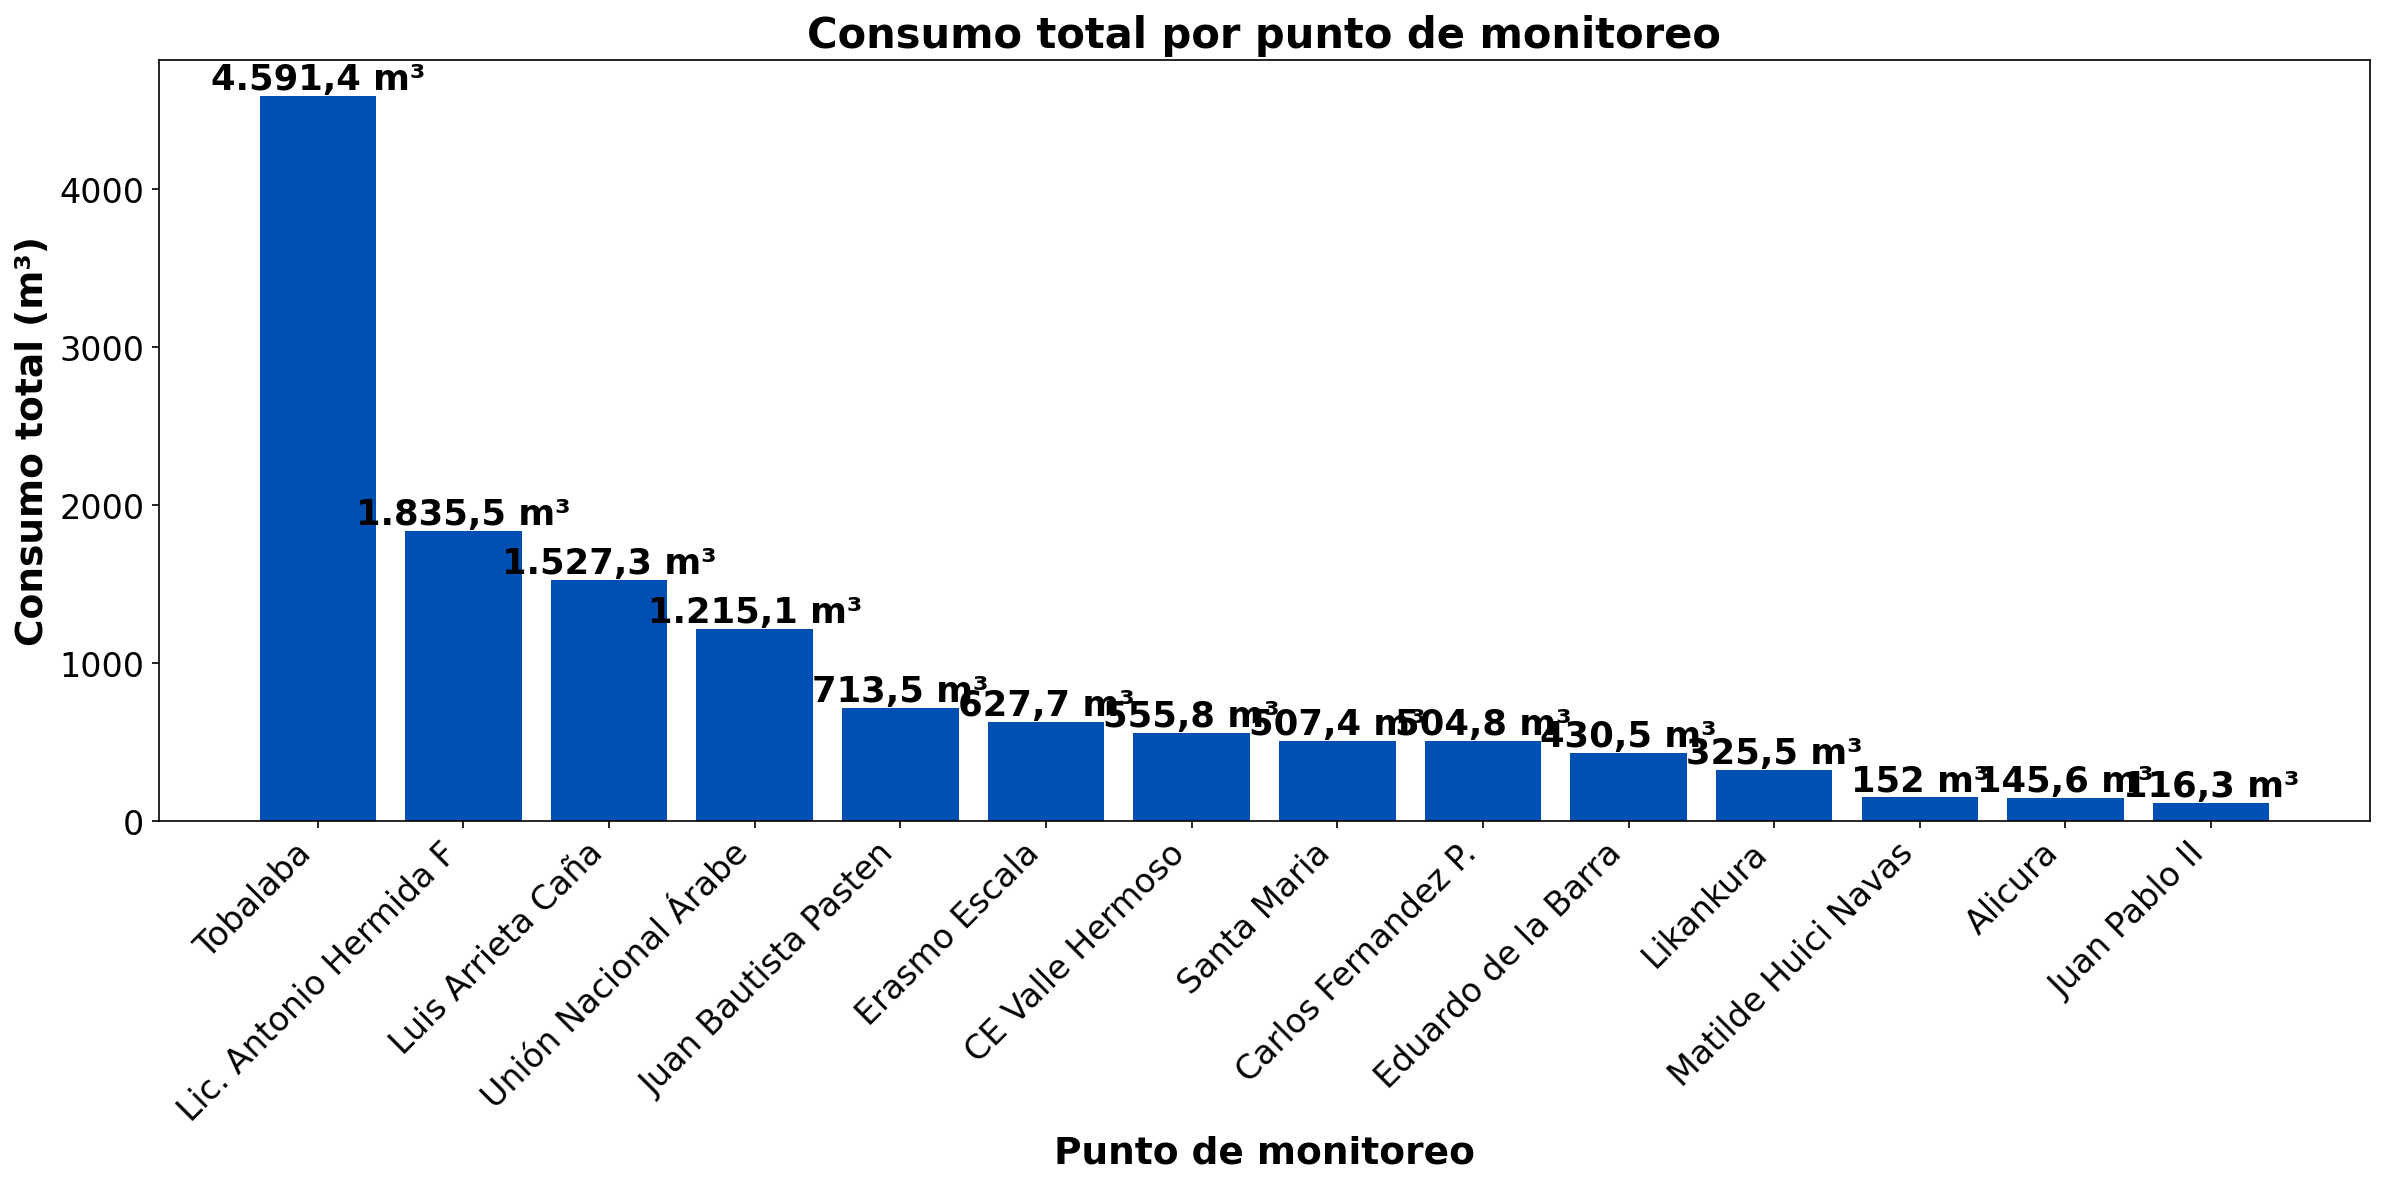 Consumo total por punto de monitoreo
Consumo total (m³)
4000
3000
2000
1000
0
4.591,4 m³
1.835,5 m³
1.527,3 m³
1.215,1 m³
713,5 m³
627,7 m³
555,8 m³
507,4 m³
504,8 m³
430,5 m³
325,5 m³
152 m³
145,6 m³
116,3 m³
Tobalaba
Lic. Antonio Hermida F
Luis Arrieta Caña
Unión Nacional Árabe
Juan Bautista Pasten
Erasmo Escala
CE Valle Hermoso
Santa Maria
Carlos Fernandez P.
Eduardo de la Barra
Likankura
Matilde Huici Navas
Alicura
Juan Pablo II
Punto de monitoreo